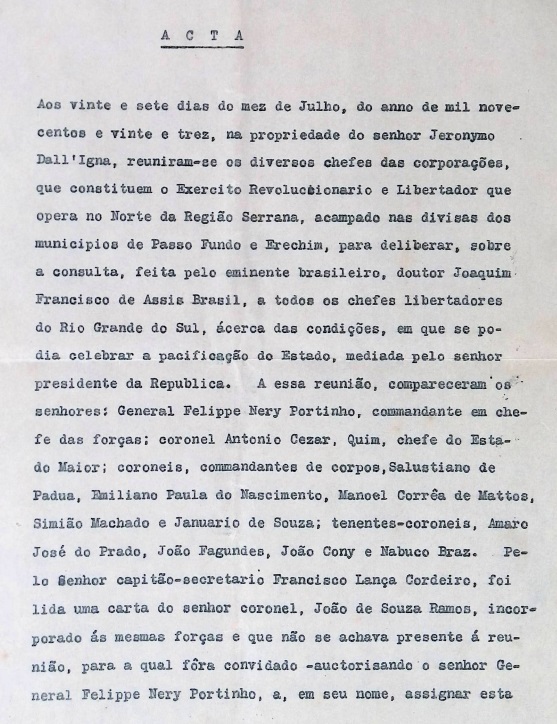 A C T A
Aos vinte e sete dias do mez de Julho, do anno de mil nove-
centos e vinte e trez, na propriedade do senhor Jeronymo
Dall'Igna, reuniram-se os diversos chefes das corporações,
que constituem o Exercito Revolucionario e Libertador que
opera no Norte da Região Serrana, acampado nas divisas dos
municipios de Passo Fundo e Erechim, para deliberar, sobre
a consulta, feita pelo eminente brasileiro, doutor Joaquim
Francisco de Assis Brasil, a todos os chefes libertadores
do Rio Grande do Sul, ácerca das condições, em que se po-
dia celebrar a pacificação do Estado, mediada pelo senhor
presidente da Republica. A essa reunião, compareceram os
senhores: General Felippe Nery Portinho, commandante em che-
fe das forças; coronel Antonio Cezar, Quim, chefe do Esta-
do Maior; coroneis, commandantes de corpos,Salustiano de
Padua, Emiliano Paula do Nascimento, Manoel Corrêa de Mattos,
Simião Machado e Januario de Souza; tenentes-coroneis, Amaro
José do Prado, João Fagundes, João Cony e Nabuco Braz. Pe-
lo Senhor capitão-secretario Francisco Lança Cordeiro, foi
lida uma carta do senhor coronel, João de Souza Ramos, incor-
porado ás mesmas forças e que não se achava presente á reu-
nião, para a qual fôra convidado -auctorisando o senhor Ge-
neral Felippe Nery Portinho, a, em seu nome, assignar esta